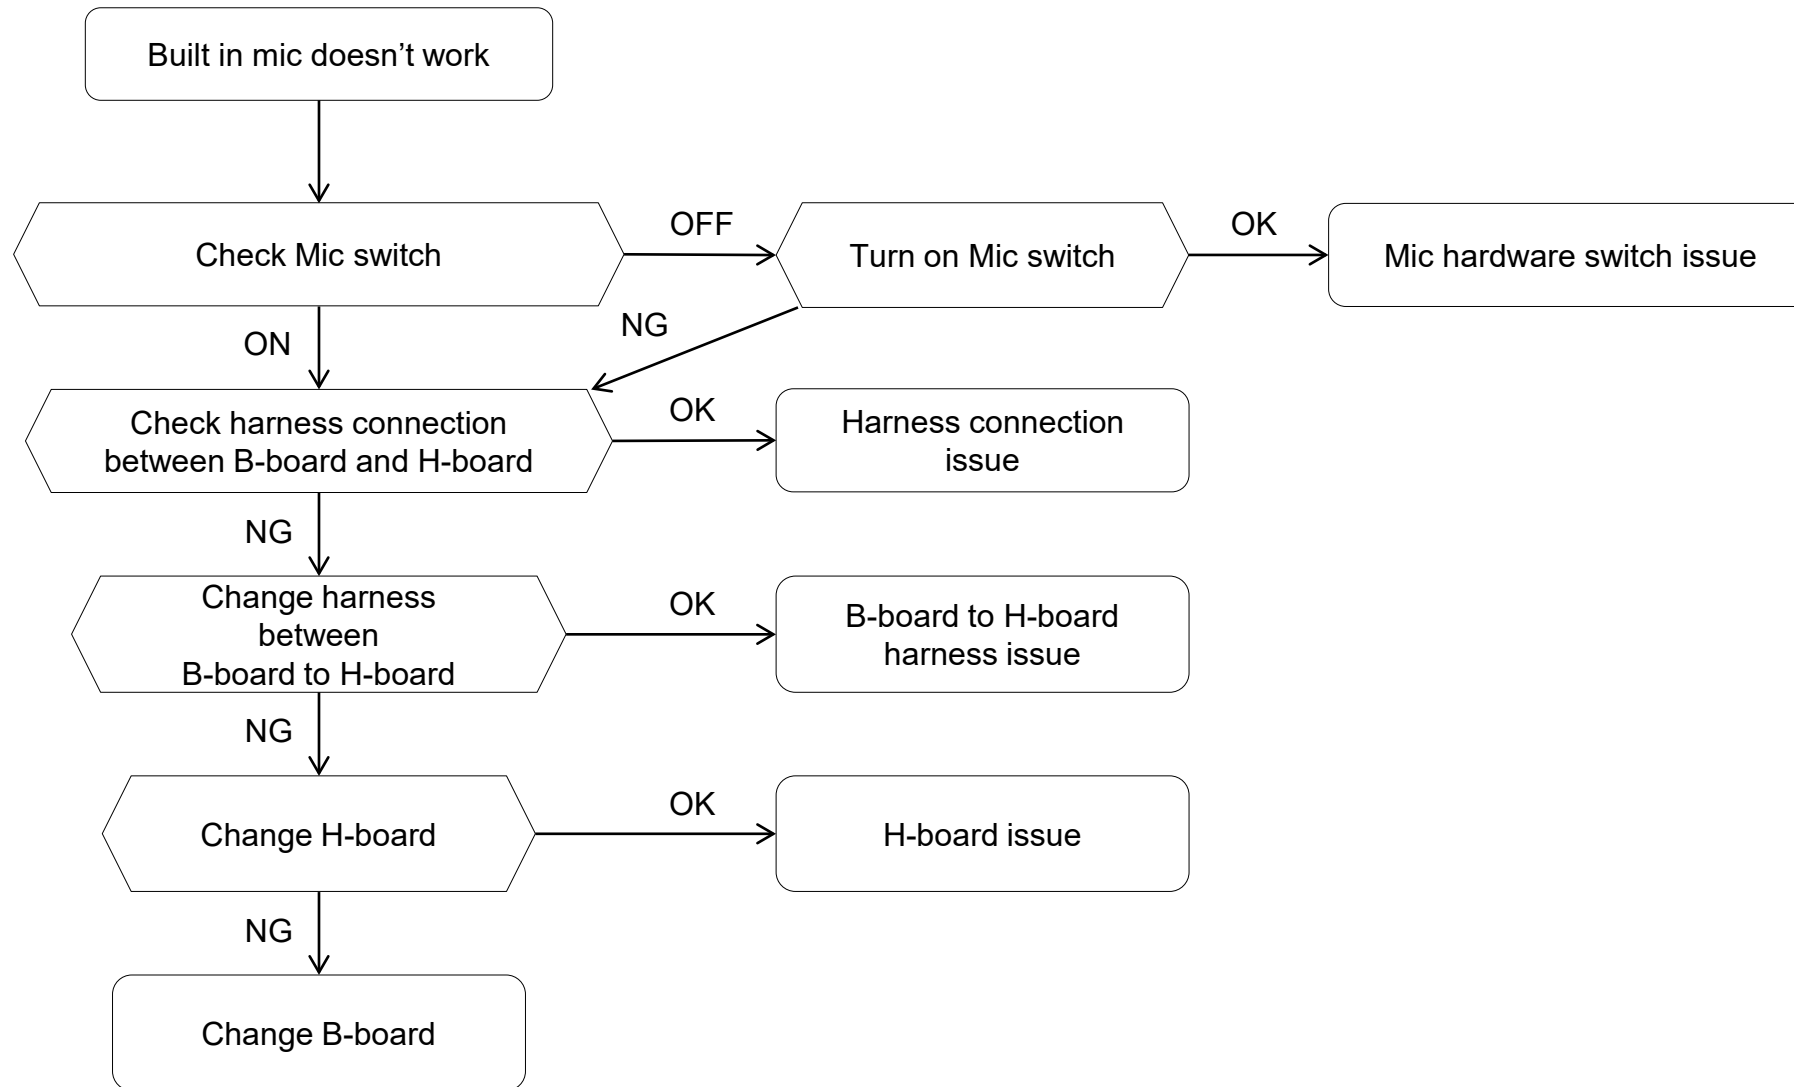 Built in mic doesn’t work
Check Mic switch
OFF
Turn on Mic switch
OK
Mic hardware switch issue
ON
NG
Check harness connection
between B-board and H-board
OK
Harness connection
issue
NG
Change harness
between
B-board to H-board
OK
B-board to H-board
harness issue
NG
Change H-board
OK
H-board issue
NG
Change B-board